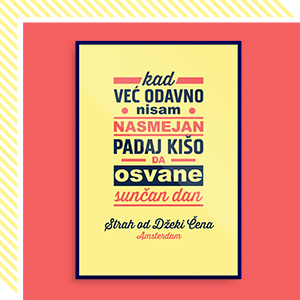 kad
VEĆ ODAVNO
nisam
NASMEJAN
PADAJ KIŠO
DA
osvane
sunčan dan
Strah od Džeki Čena
Amsterdam